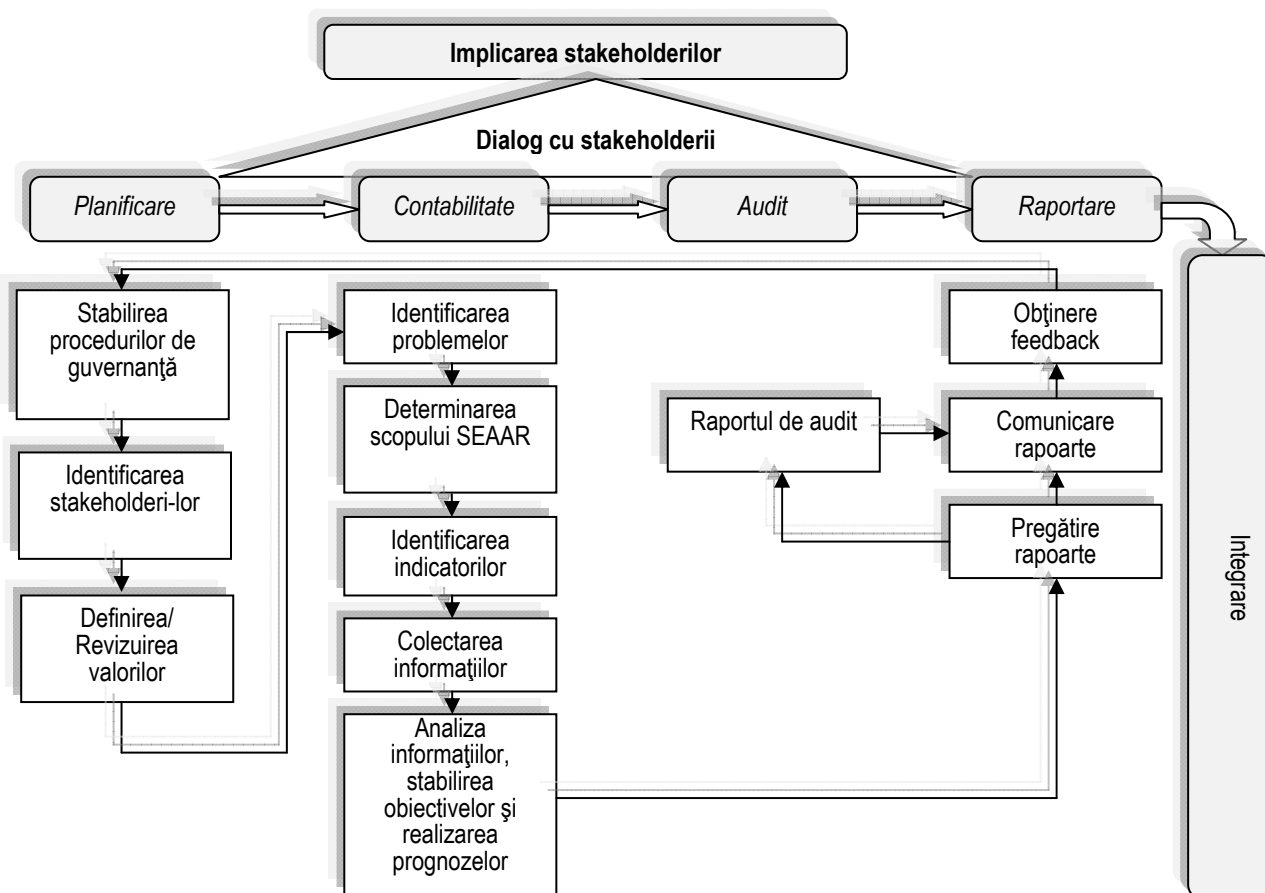 Implicarea stakeholderilor
Dialog cu stakeholderii
Planificare
Contabilitate
Audit
Raportare
Stabilirea
procedurilor de
guvernanţă
Identificarea
stakeholderi-lor
Definirea/
Revizuirea
valorilor
Identificarea
problemelor
Determinarea
scopului SEAAR
Identificarea
indicatorilor
Colectarea
informaţiilor
Analiza
informaţiilor,
stabilirea
obiectivelor şi
realizarea
prognozelor
Raportul de audit
Obţinere
feedback
Comunicare
rapoarte
Pregătire
rapoarte
Integrare